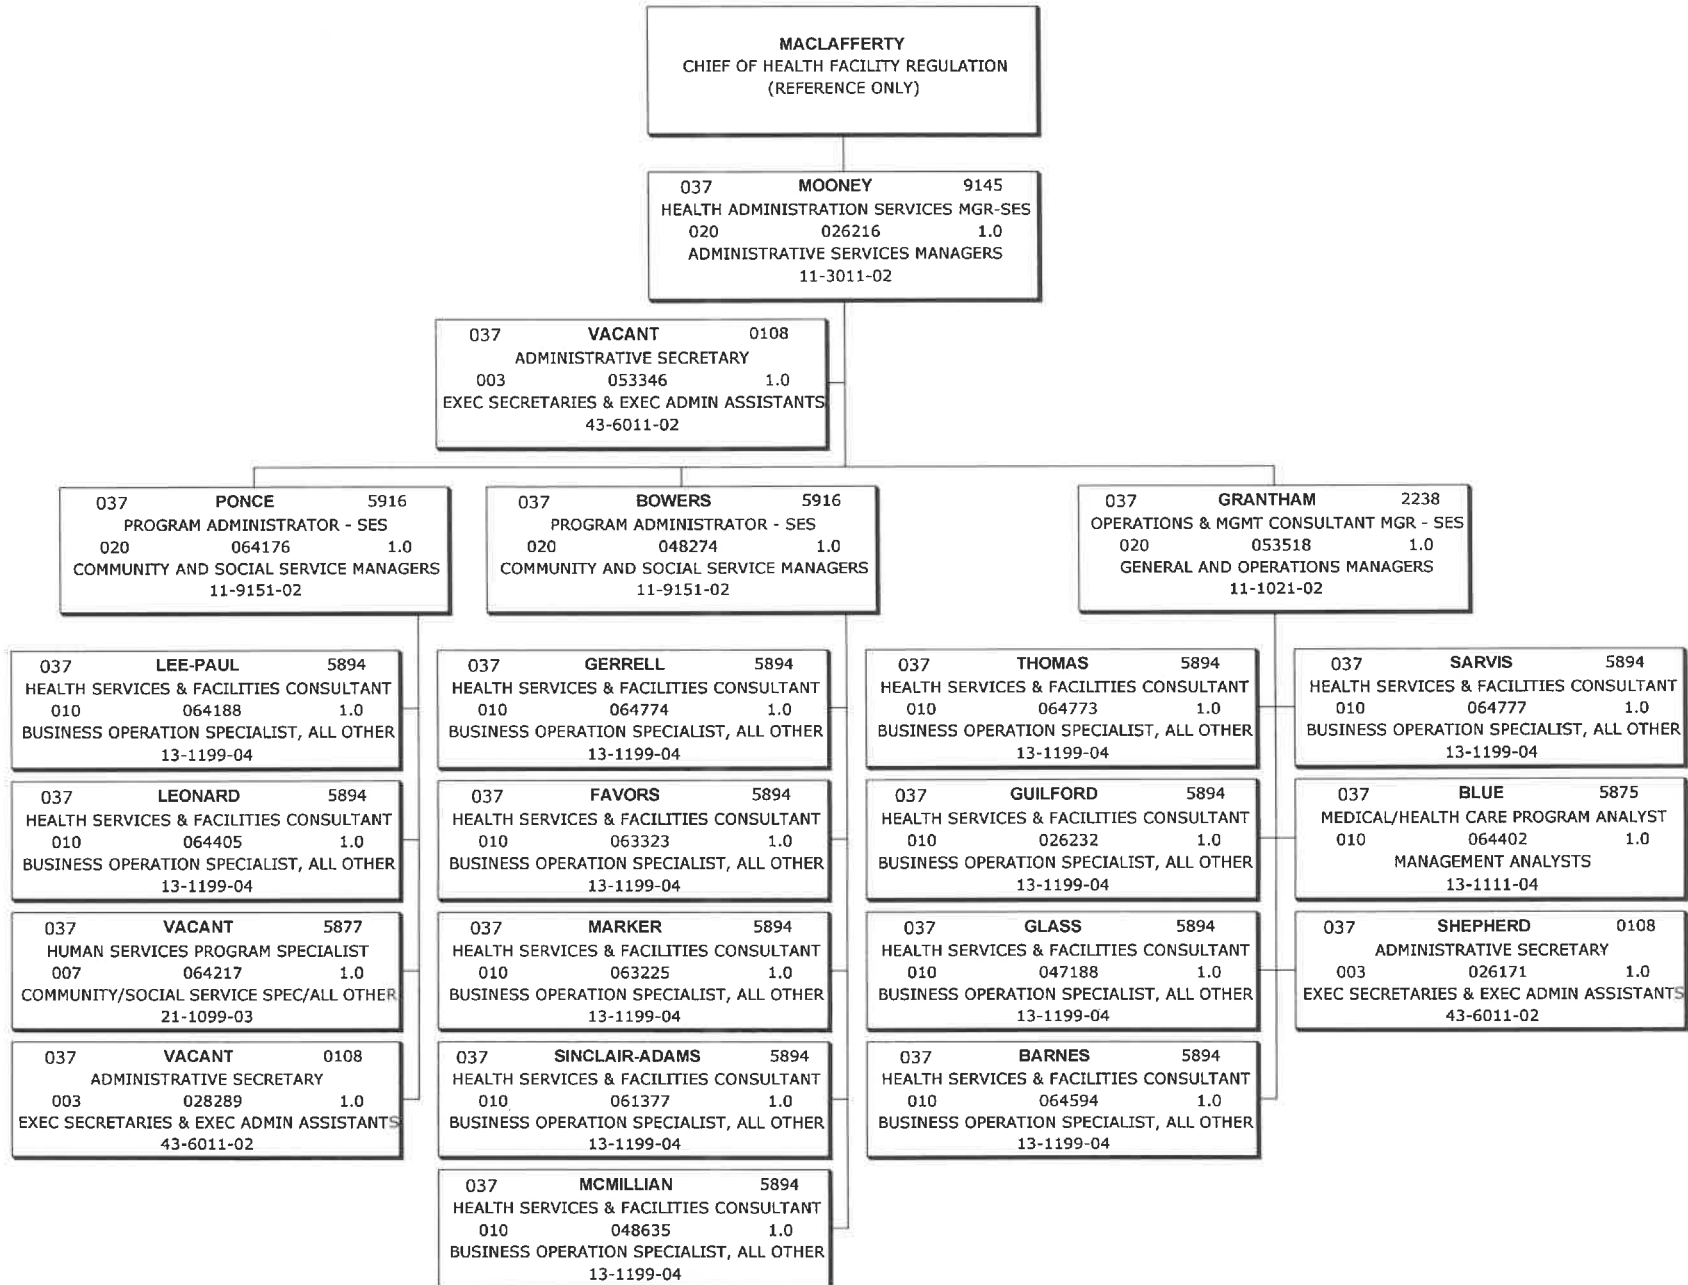 MACLAFFERTY
CHIEF OF HEALTH FACILITY REGULATION
(REFERENCE ONLY)
037 MOONEY 9145
HEALTH ADMINISTRATION SERVICES MGR-SES
020 026216 1.0
ADMINISTRATIVE SERVICES MANAGERS
11-3011-02
037 VACANT 0108
ADMINISTRATIVE SECRETARY
003 053346 1.0
EXEC SECRETARIES & EXEC ADMIN ASSISTANTS
43-6011-02
037 PONCE 5916
PROGRAM ADMINISTRATOR - SES
020 064176 1.0
COMMUNITY AND SOCIAL SERVICE MANAGERS
11-9151-02
037 BOWERS 5916
PROGRAM ADMINISTRATOR - SES
020 048274 1.0
COMMUNITY AND SOCIAL SERVICE MANAGERS
11-9151-02
037 GRANTHAM 2238
OPERATIONS & MGMT CONSULTANT MGR - SES
020 053518 1.0
GENERAL AND OPERATIONS MANAGERS
11-1021-02
037 LEE-PAUL 5894
HEALTH SERVICES & FACILITIES CONSULTANT
010 064188 1.0
BUSINESS OPERATION SPECIALIST, ALL OTHER
13-1199-04
037 LEONARD 5894
HEALTH SERVICES & FACILITIES CONSULTANT
010 064405 1.0
BUSINESS OPERATION SPECIALIST, ALL OTHER
13-1199-04
037 VACANT 5877
HUMAN SERVICES PROGRAM SPECIALIST
007 064217 1.0
COMMUNITY/SOCIAL SERVICE SPEC/ALL OTHER
21-1099-03
037 VACANT 0108
ADMINISTRATIVE SECRETARY
003 028289 1.0
EXEC SECRETARIES & EXEC ADMIN ASSISTANTS
43-6011-02
037 GERRELL 5894
HEALTH SERVICES & FACILITIES CONSULTANT
010 064774 1.0
BUSINESS OPERATION SPECIALIST, ALL OTHER
13-1199-04
037 FAVORS 5894
HEALTH SERVICES & FACILITIES CONSULTANT
010 063323 1.0
BUSINESS OPERATION SPECIALIST, ALL OTHER
13-1199-04
037 MARKER 5894
HEALTH SERVICES & FACILITIES CONSULTANT
010 063225 1.0
BUSINESS OPERATION SPECIALIST, ALL OTHER
13-1199-04
037 SINCLAIR-ADAMS 5894
HEALTH SERVICES & FACILITIES CONSULTANT
010 061377 1.0
BUSINESS OPERATION SPECIALIST, ALL OTHER
13-1199-04
037 MCMILLIAN 5894
HEALTH SERVICES & FACILITIES CONSULTANT
010 048635 1.0
BUSINESS OPERATION SPECIALIST, ALL OTHER
13-1199-04
037 THOMAS 5894
HEALTH SERVICES & FACILITIES CONSULTANT
010 064773 1.0
BUSINESS OPERATION SPECIALIST, ALL OTHER
13-1199-04
037 GUILFORD 5894
HEALTH SERVICES & FACILITIES CONSULTANT
010 026232 1.0
BUSINESS OPERATION SPECIALIST, ALL OTHER
13-1199-04
037 GLASS 5894
HEALTH SERVICES & FACILITIES CONSULTANT
010 047188 1.0
BUSINESS OPERATION SPECIALIST, ALL OTHER
13-1199-04
037 BARNES 5894
HEALTH SERVICES & FACILITIES CONSULTANT
010 064594 1.0
BUSINESS OPERATION SPECIALIST, ALL OTHER
13-1199-04
037 SARVIS 5894
HEALTH SERVICES & FACILITIES CONSULTANT
010 064777 1.0
BUSINESS OPERATION SPECIALIST, ALL OTHER
13-1199-04
037 BLUE 5875
MEDICAL/HEALTH CARE PROGRAM ANALYST
010 064402 1.0
MANAGEMENT ANALYSTS
13-1111-04
037 SHEPHERD 0108
ADMINISTRATIVE SECRETARY
003 026171 1.0
EXEC SECRETARIES & EXEC ADMIN ASSISTANTS
43-6011-02